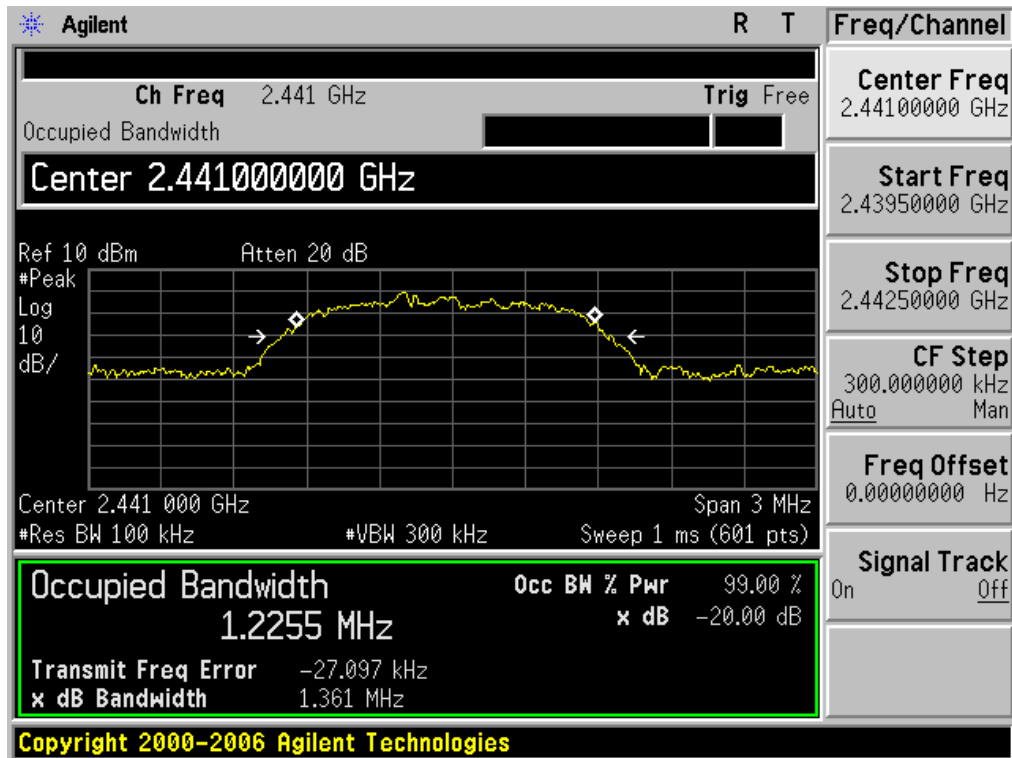 Agilent R T
Ch Freq 2.441 GHz Trig Free
Occupied Bandwidth
Center 2.441000000 GHz
Ref 10 dBm Atten 20 dB
#Peak
Log
10
dB/
Center 2.441 000 GHz Span 3 MHz
#Res BW 100 kHz #VBW 300 kHz Sweep 1 ms (601 pts)
Occupied Bandwidth Occ BW % Pwr 99.00 %
1.2255 MHz x dB -20.00 dB
Transmit Freq Error -27.097 kHz
x dB Bandwidth 1.361 MHz
Copyright 2000-2006 Agilent Technologies
Freq/Channel
Center Freq
2.44100000 GHz
Start Freq
2.43950000 GHz
Stop Freq
2.44250000 GHz
CF Step
300.000000 kHz
Auto Man
Freq Offset
0.00000000 Hz
Signal Track
On Off